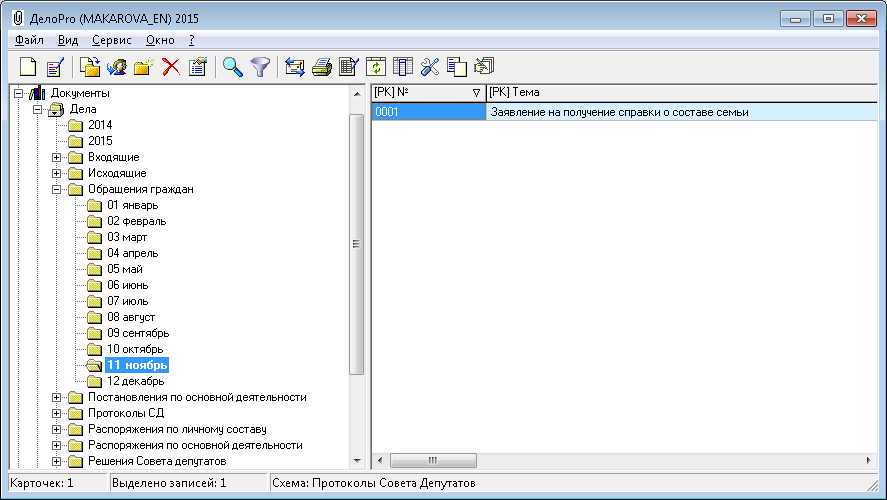 ДелоPro (MAKAROVA_EN) 2015
Файл Вид Сервис Окно ?
Документы
Дела
2014
2015
Входящие
Исходящие
Обращения граждан
01 январь
02 февраль
03 март
04 апрель
05 май
06 июнь
07 июль
08 август
09 сентябрь
10 октябрь
11 ноябрь
12 декабрь
Постановления по основной деятельности
Протоколы СД
Распоряжения по личному составу
Распоряжения по основной деятельности
Решения Совета депутатов
[РК] № [РК] Тема
0001 Заявление на получение справки о составе семьи
Карточек: 1 Выделено записей: 1 Схема: Протоколы Совета Депутатов